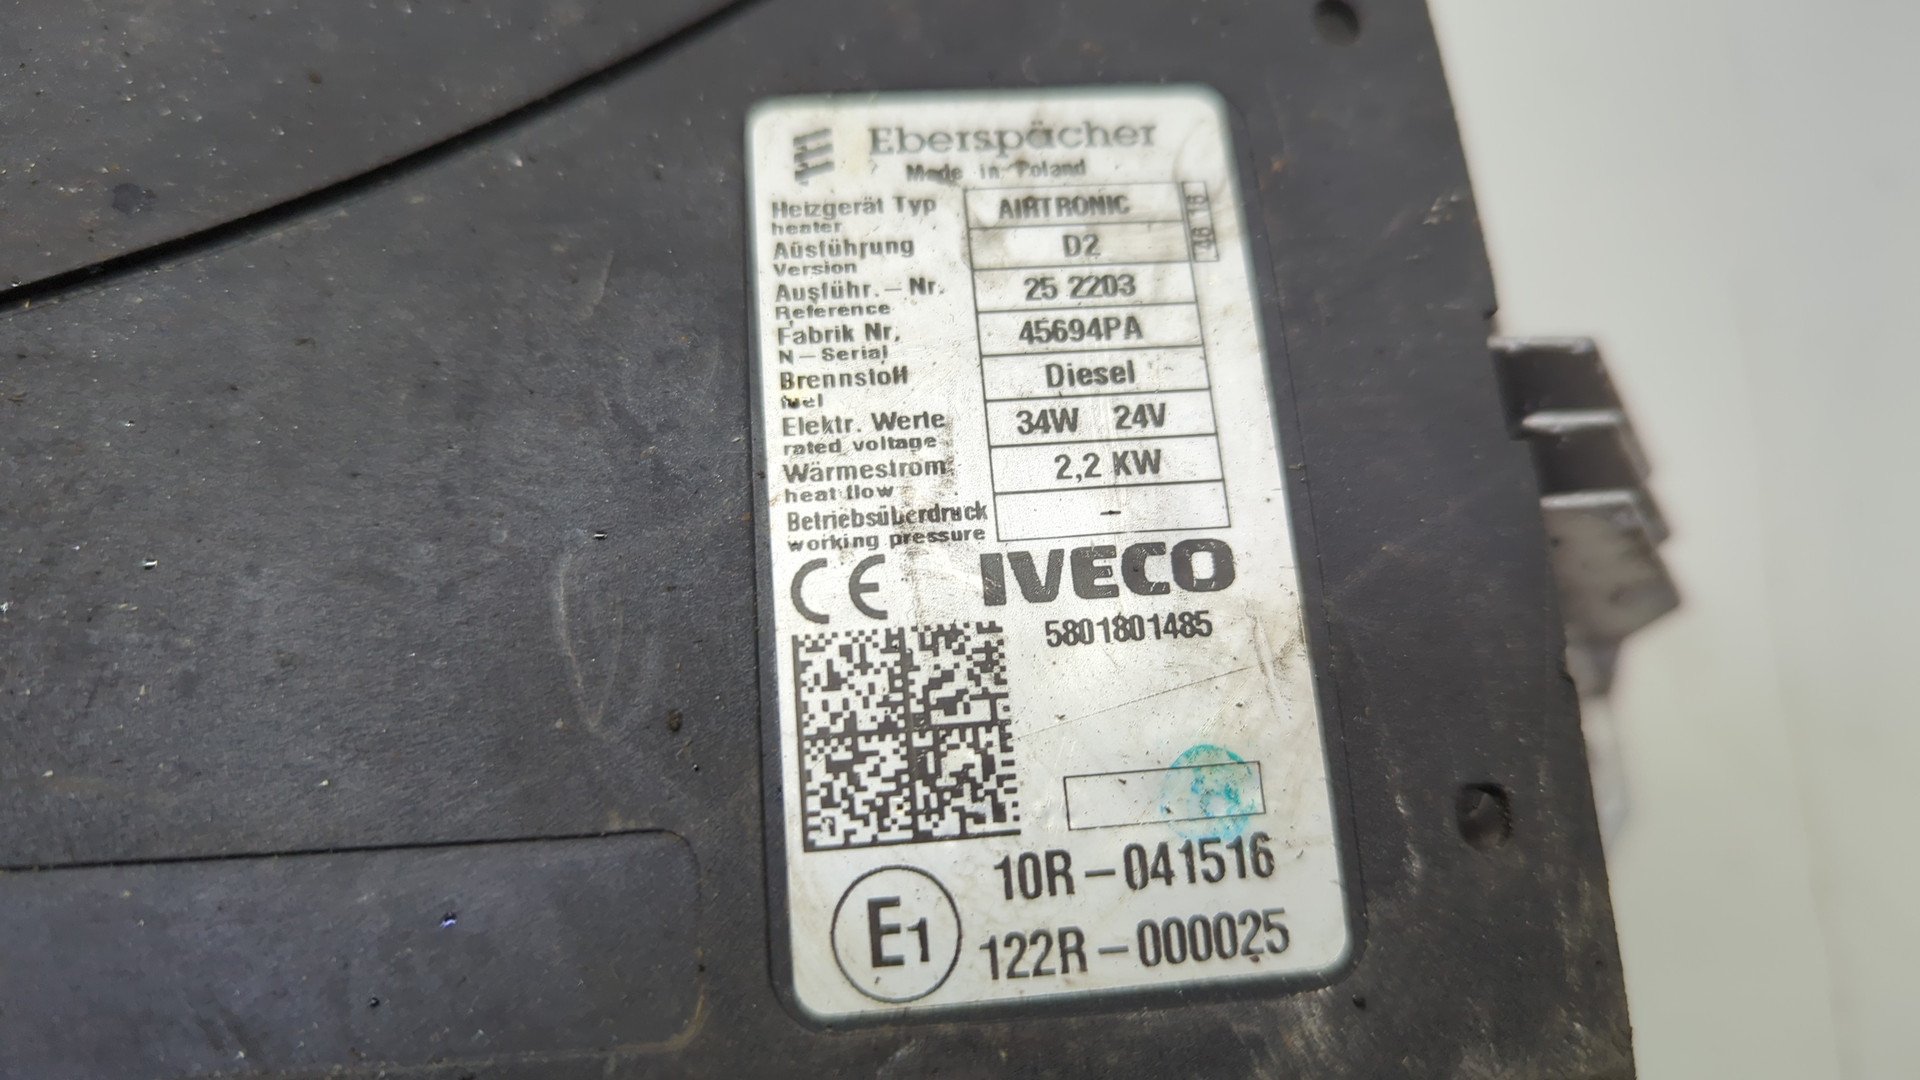 Eberspächer
Made in Poland
Heizgerät Typ AIRTRONIC
heater
Ausführung D2
Version
Ausführ.-Nr. 25 2203
Reference
Fabrik Nr. 45694PA
N-Serial
Brennstoff Diesel
fuel
Elektr. Werte 34W 24V
rated voltage
Wärmestrom 2,2 KW
heat flow
Betriebsüberdruck -
working pressure
CE IVECO
5801801485
10R-041516
E1
122R-000025